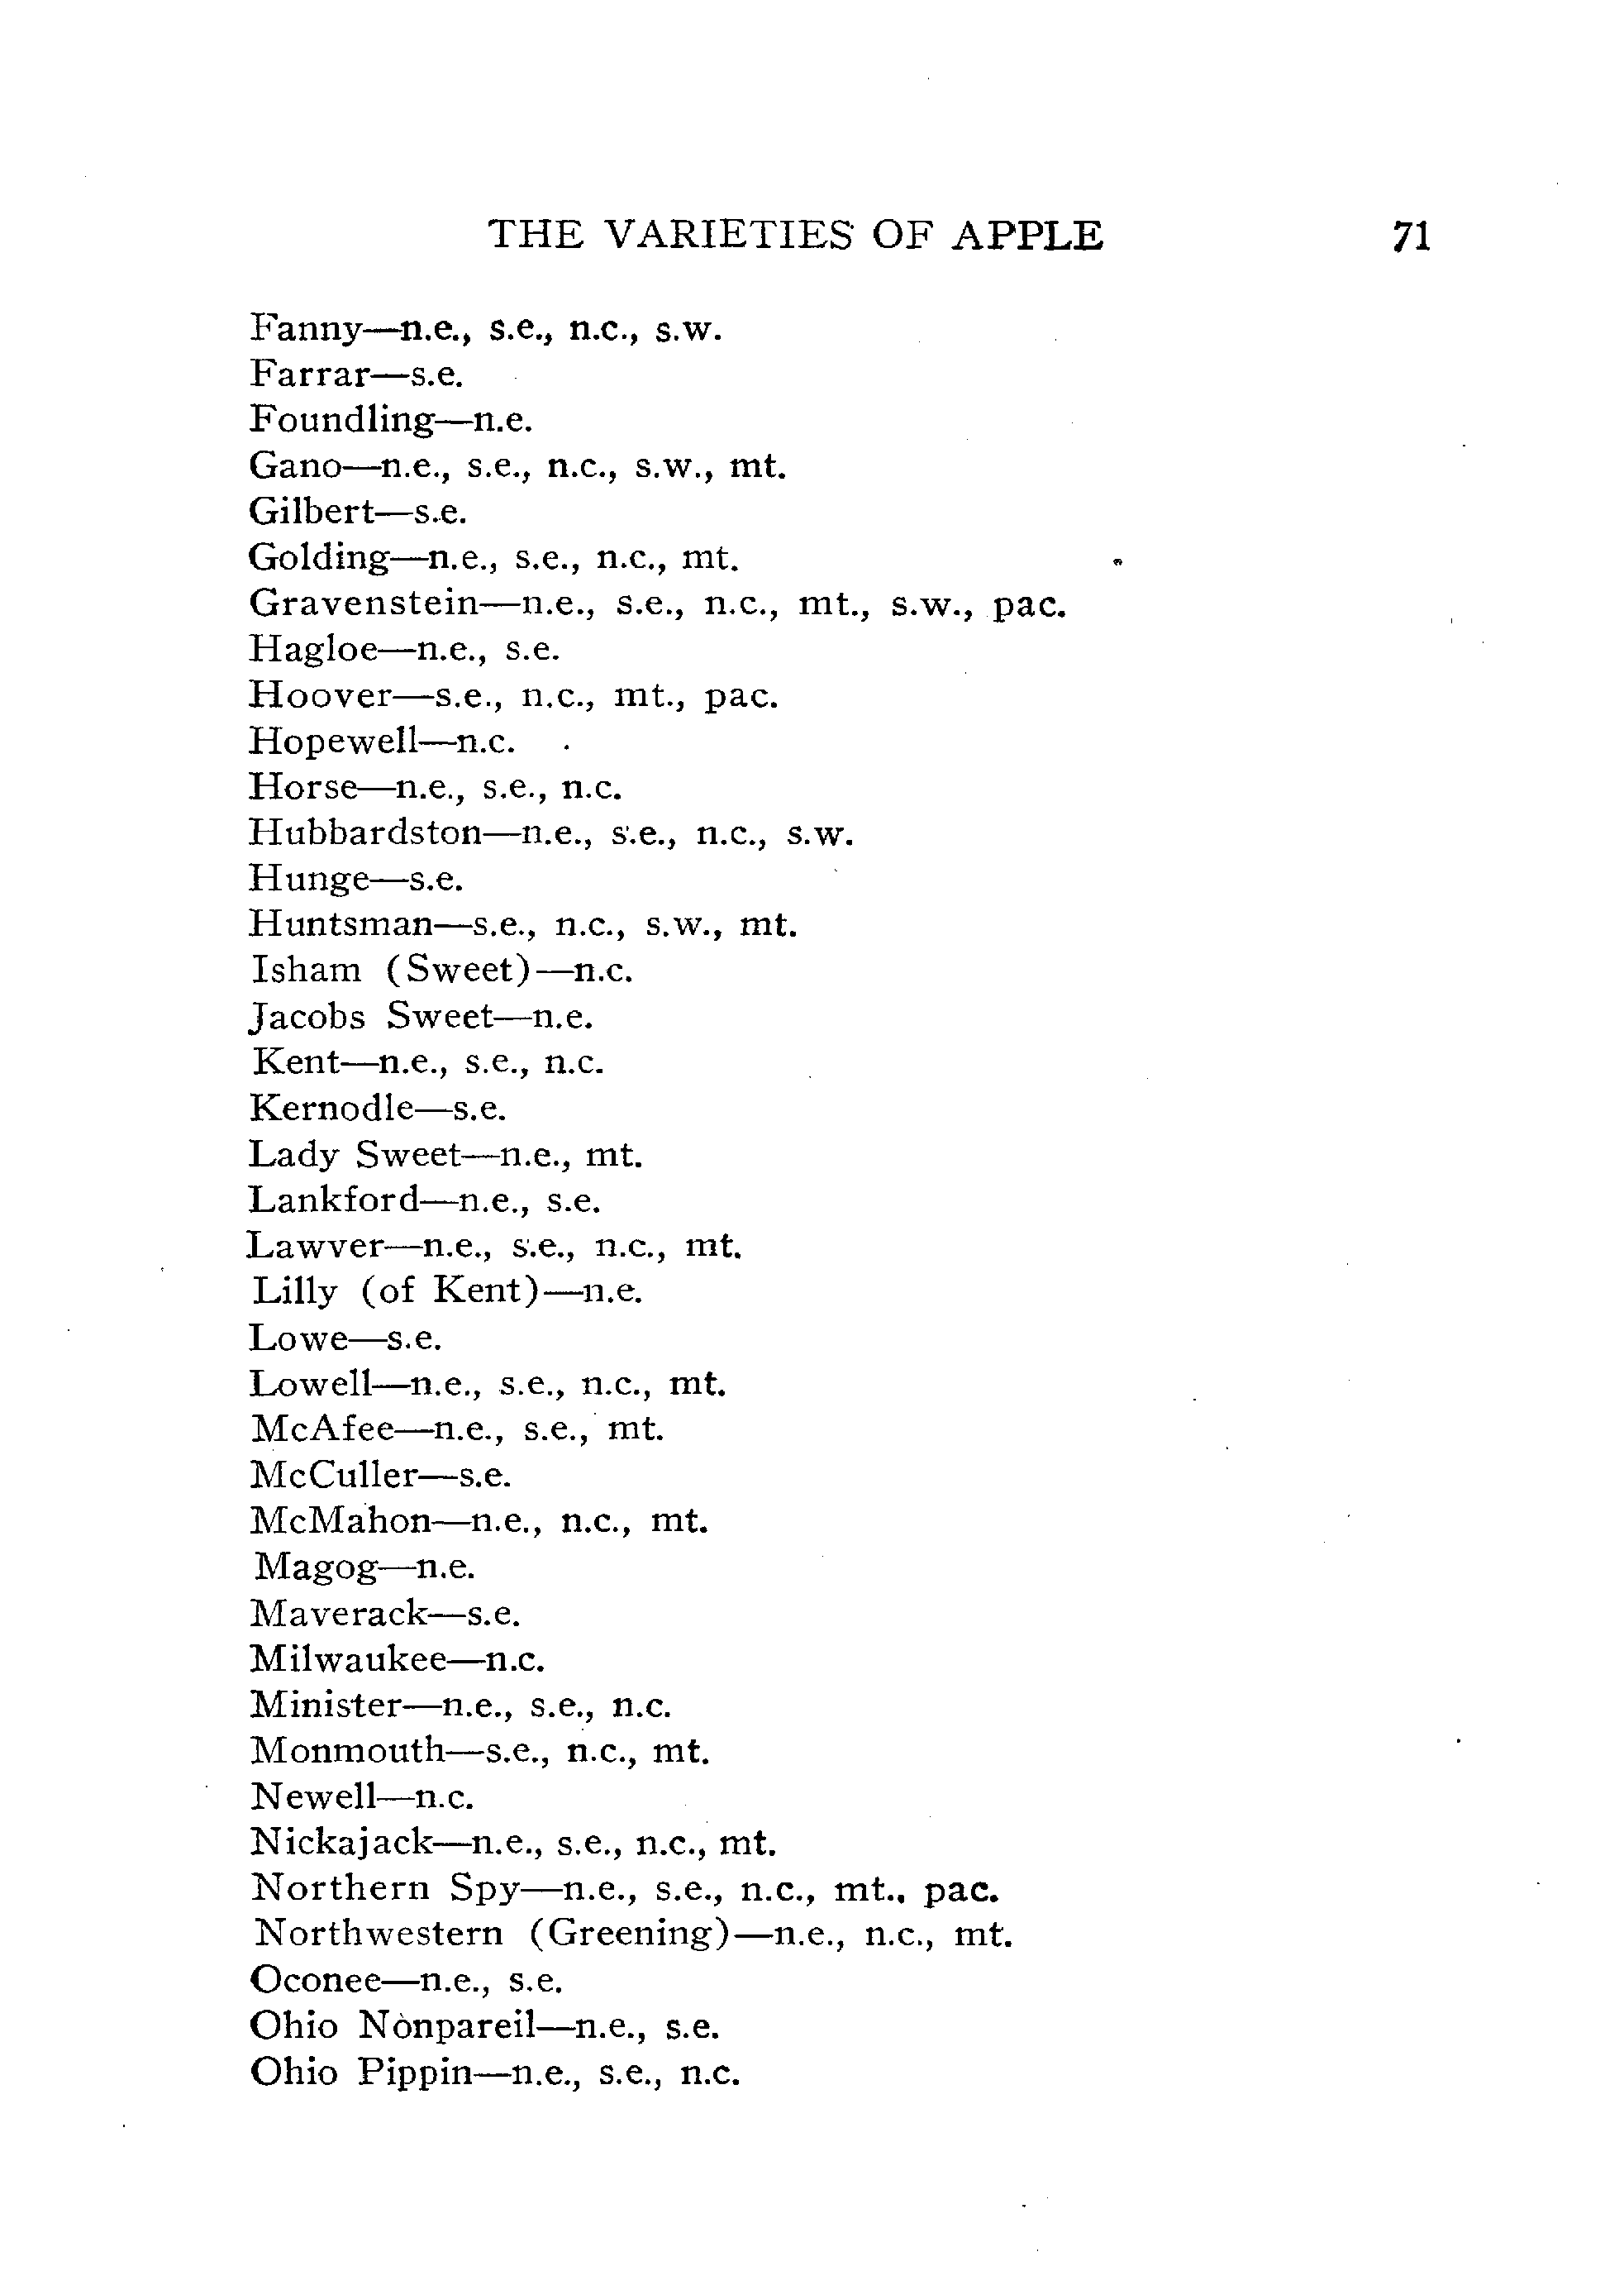 THE VARIETIES OF APPLE 71
Fanny—n.e., s.e., n.c., s.w.
Farrar—s.e.
Foundling—n.e.
Gano—n.e., s.e., n.c., s.w., mt.
Gilbert—s.e.
Golding—n.e., s.e., n.c., mt.
Gravenstein—n.e., s.e., n.c., mt., s.w., pac.
Hagloe—n.e., s.e.
Hoover—s.e., n.c., mt., pac.
Hopewell—n.c.
Horse—n.e., s.e., n.c.
Hubbardston—n.e., s.e., n.c., s.w.
Hunge—s.e.
Huntsman—s.e., n.c., s.w., mt.
Isham (Sweet)—n.c.
Jacobs Sweet—n.e.
Kent—n.e., s.e., n.c.
Kernodle—s.e.
Lady Sweet—n.e., mt.
Lankford—n.e., s.e.
Lawver—n.e., s.e., n.c., mt.
Lilly (of Kent)—n.e.
Lowe—s.e.
Lowell—n.e., s.e., n.c., mt.
McAfee—n.e., s.e., mt.
McCuller—s.e.
McMahon—n.e., n.c., mt.
Magog—n.e.
Maverack—s.e.
Milwaukee—n.c.
Minister—n.e., s.e., n.c.
Monmouth—s.e., n.c., mt.
Newell—n.c.
Nickajack—n.e., s.e., n.c., mt.
Northern Spy—n.e., s.e., n.c., mt., pac.
Northwestern (Greening)—n.e., n.c., mt.
Oconee—n.e., s.e.
Ohio Nonpareil—n.e., s.e.
Ohio Pippin—n.e., s.e., n.c.